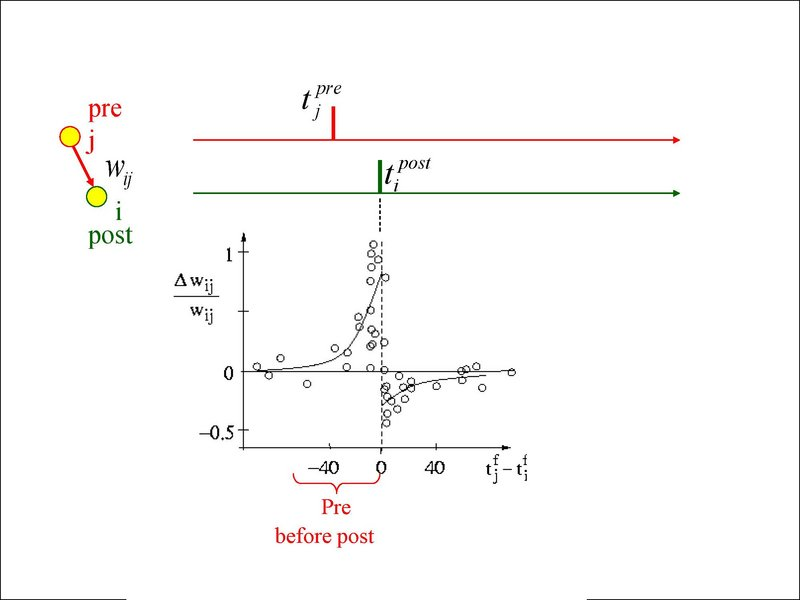 pre
j
w_ij
i
post
t_j^pre
t_i^post
1
Δ w_ij
w_ij
0
−0.5
−40 0 40 t_j^f − t_i^f
Pre
before post